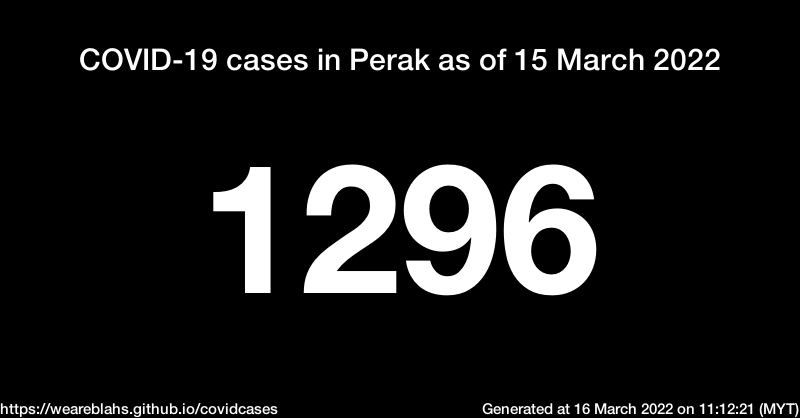 COVID-19 cases in Perak as of 15 March 2022
1296
https://weareblahs.github.io/covidcases
Generated at 16 March 2022 on 11:12:21 (MYT)